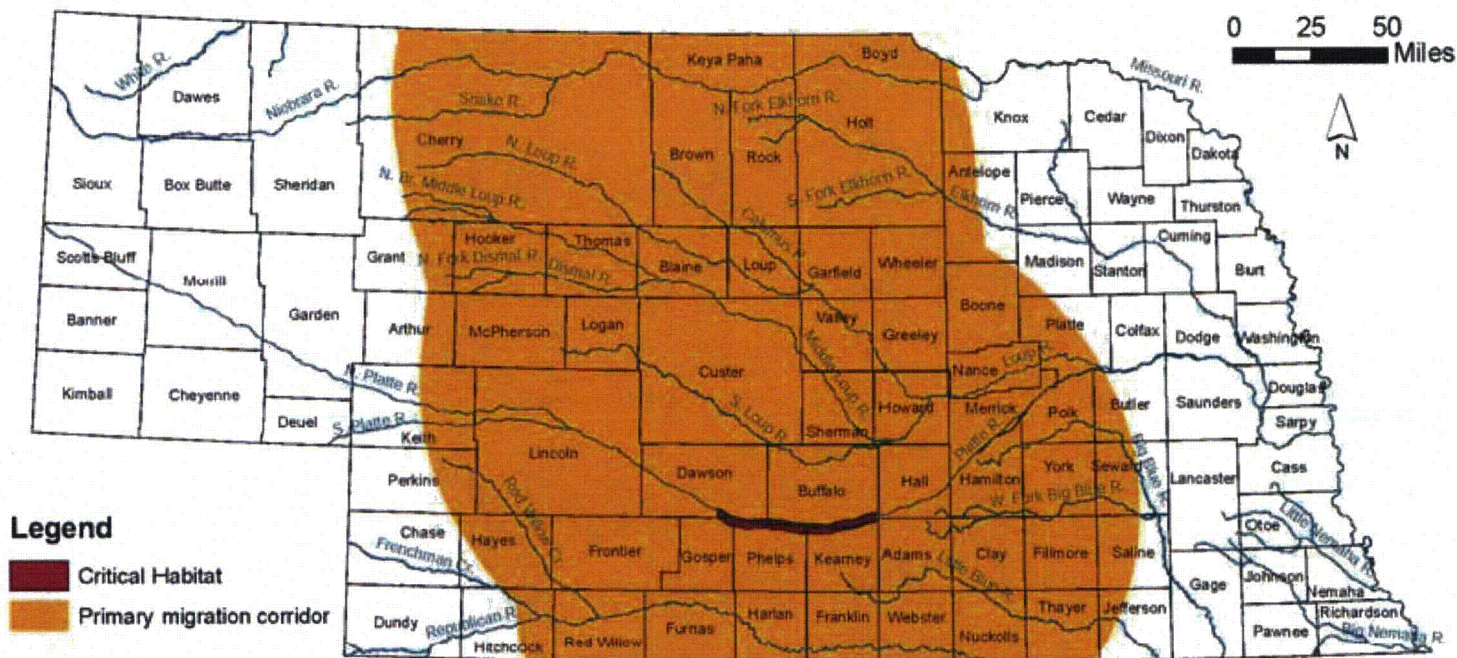 0 25 50
Miles
N
Missouri R.
White R.
Niobrara R.
Snake R.
Keya Paha
Boyd
Dawes
N. Fork Elkhorn R.
Knox
Cedar
Dixon
Dakota
Cherry
N. Loup R.
Brown
Rock
Holt
Antelope
Sioux
Box Butte
Sheridan
N. Br. Middle Loup R.
S. Fork Elkhorn R.
Elkhorn R.
Pierce
Wayne
Thurston
Cuming
Scotts Bluff
Morrill
Grant
Hooker
Thomas
Blaine
Loup
Calamus R.
Garfield
Wheeler
Madison
Stanton
Burt
N. Fork Dismal R.
Dismal R.
Banner
Garden
Arthur
McPherson
Logan
Valley
Greeley
Boone
Platte
Colfax
Dodge
Washington
Kimball
Cheyenne
N. Platte R.
Custer
Middle Loup R.
Nance
Loup R.
Douglas
Deuel
S. Platte R.
Keith
S. Loup R.
Sherman
Howard
Merrick
Platte R.
Polk
Butler
Saunders
Sarpy
Perkins
Lincoln
Dawson
Buffalo
Hall
Hamilton
York
Seward
Big Blue R.
Lancaster
Cass
W. Fork Big Blue R.
Red Willow Cr.
Chase
Frenchman Cr.
Hayes
Frontier
Gosper
Phelps
Kearney
Adams
Clay
Fillmore
Saline
Otoe
Little Nemaha R.
Little Blue R.
Gage
Johnson
Nemaha
Dundy
Republican R.
Hitchcock
Red Willow
Furnas
Harlan
Franklin
Webster
Nuckolls
Thayer
Jefferson
Pawnee
Richardson
Big Nemaha R.
Legend
Critical Habitat
Primary migration corridor